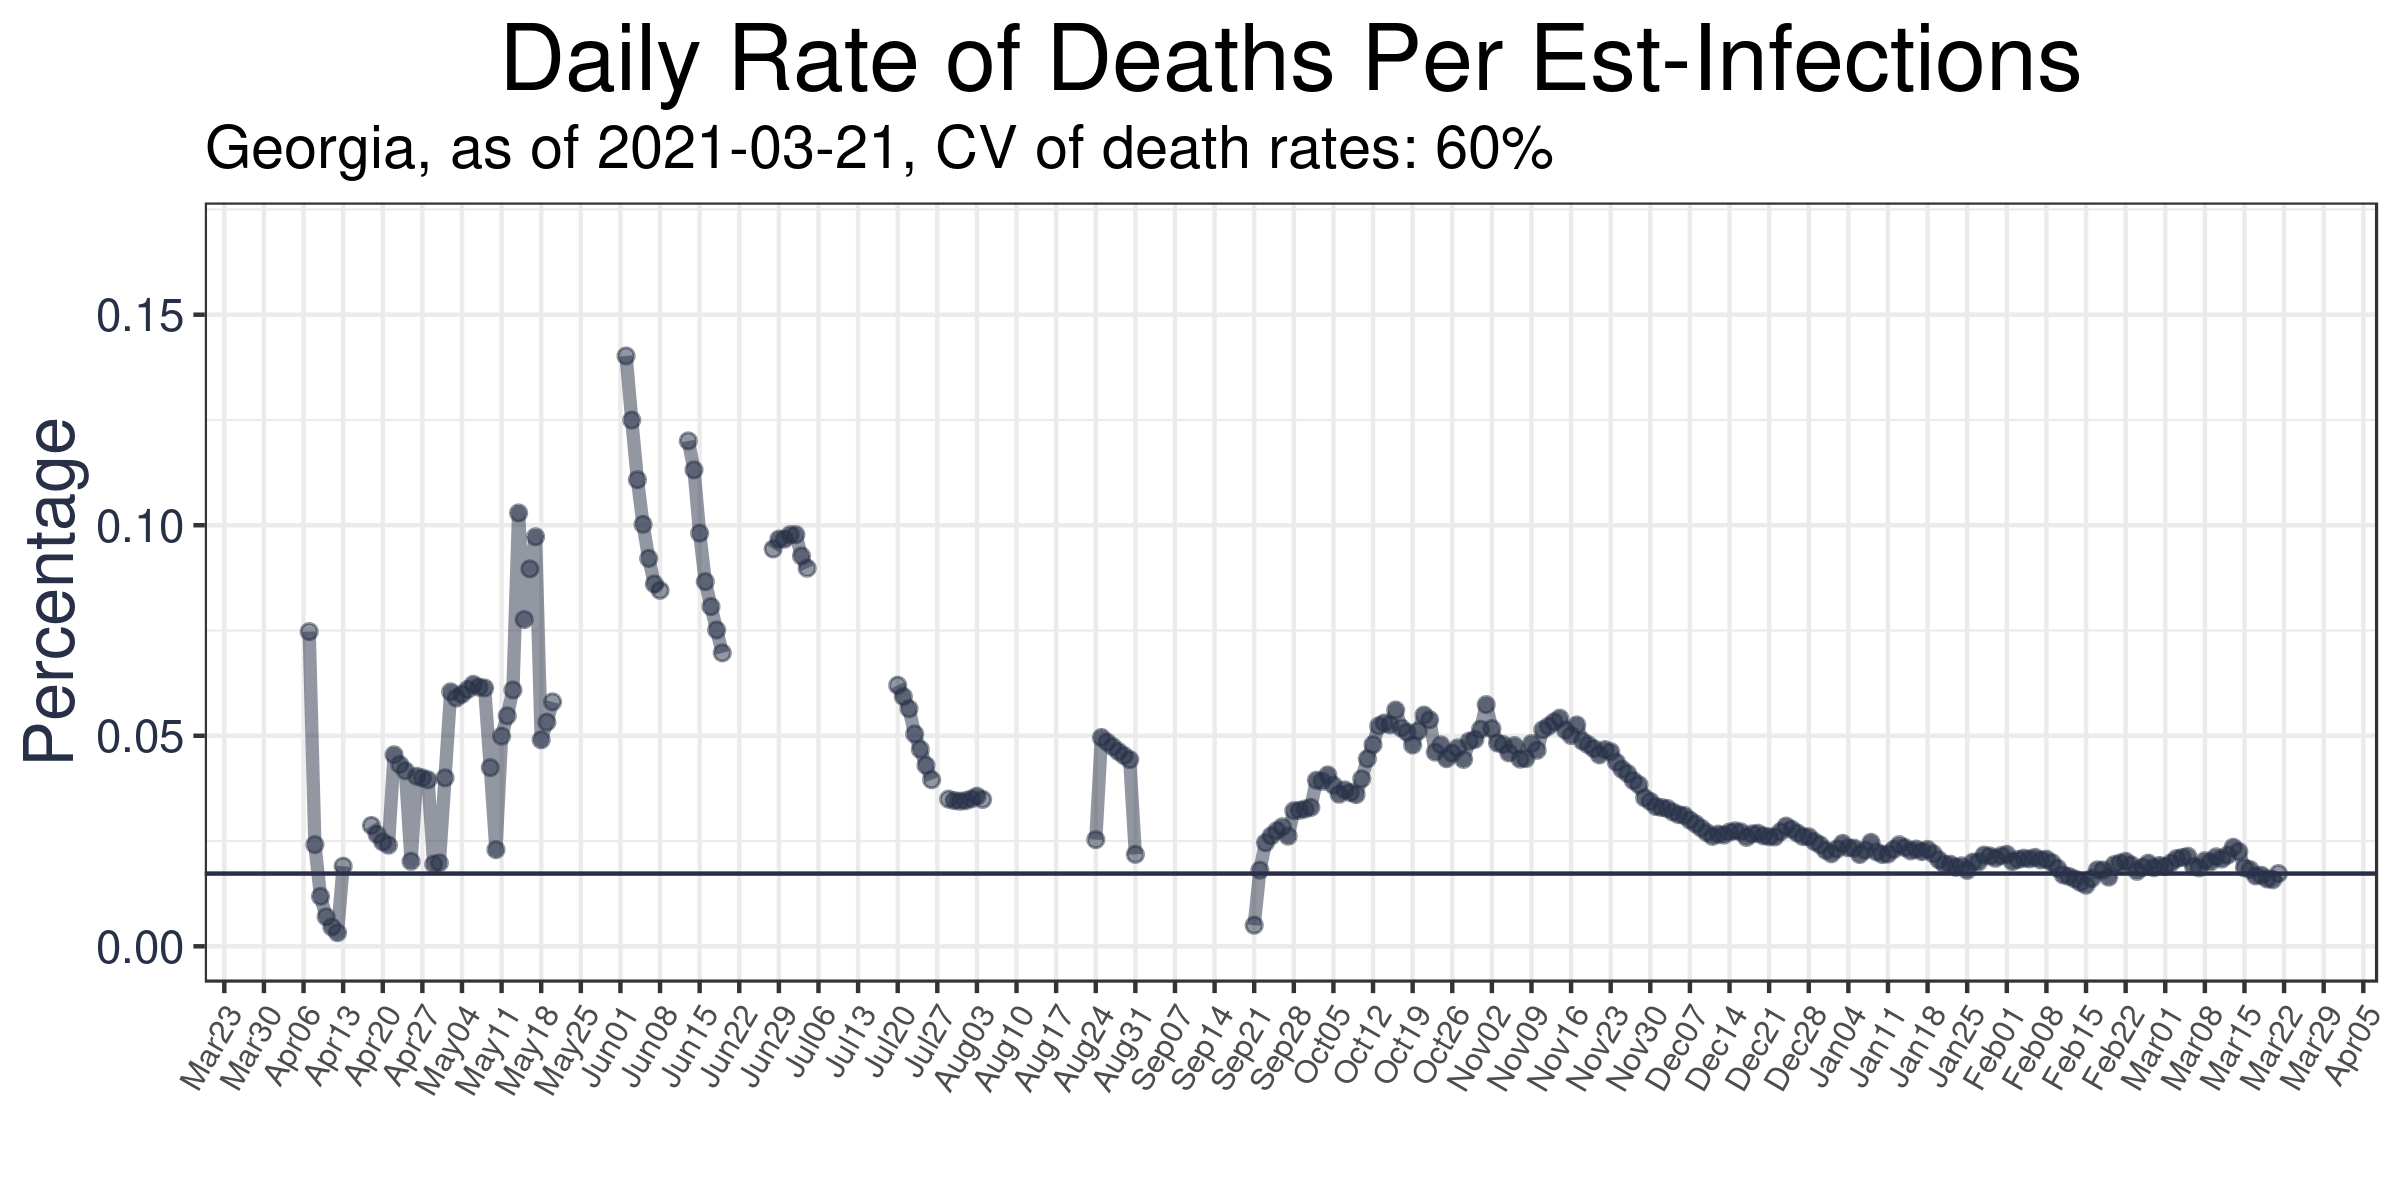 Daily Rate of Deaths Per Est-Infections
Georgia, as of 2021-03-21, CV of death rates: 60%
Percentage
0.15
0.10
0.05
0.00
Mar23 Mar30 Apr06 Apr13 Apr20 Apr27 May04 May11 May18 May25 Jun01 Jun08 Jun15 Jun22 Jun29 Jul06 Jul13 Jul20 Jul27 Aug03 Aug10 Aug17 Aug24 Aug31 Sep07 Sep14 Sep21 Sep28 Oct05 Oct12 Oct19 Oct26 Nov02 Nov09 Nov16 Nov23 Nov30 Dec07 Dec14 Dec21 Dec28 Jan04 Jan11 Jan18 Jan25 Feb01 Feb08 Feb15 Feb22 Mar01 Mar08 Mar15 Mar22 Mar29 Apr05